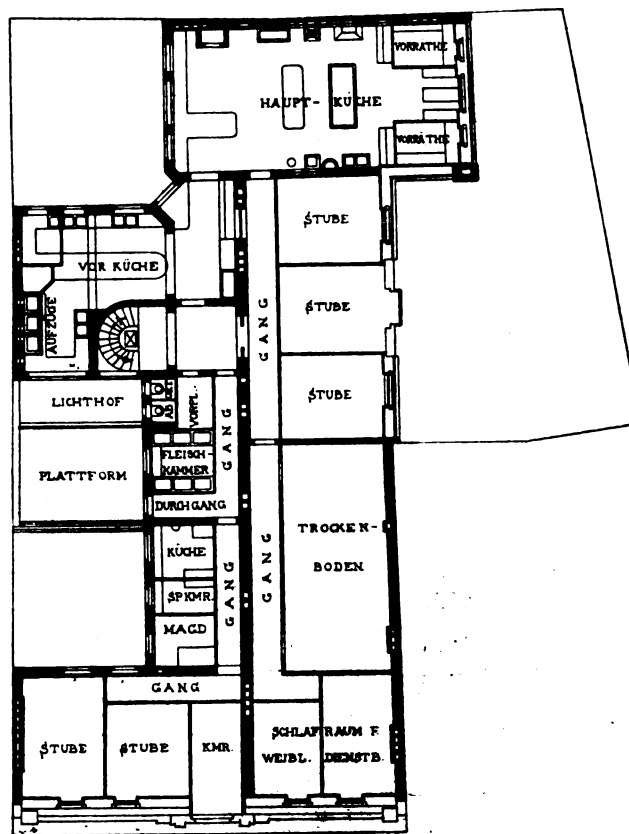 VORRÄTHE
HAUPT-KÜCHE
VORRÄTHE
STUBE
VOR KÜCHE
STUBE
AUFZÜGE
GANG
STUBE
LICHTHOF
ABORT
VORPL.
GANG
FLEISCH-
KAMMER
PLATTFORM
DURCHGANG
TROCKEN-
BODEN
GANG
KÜCHE
SPKMR.
MAGD
GANG
GANG
STUBE
STUBE
KMR.
SCHLAFRAUM F.
WEIBL. DIENSTB.